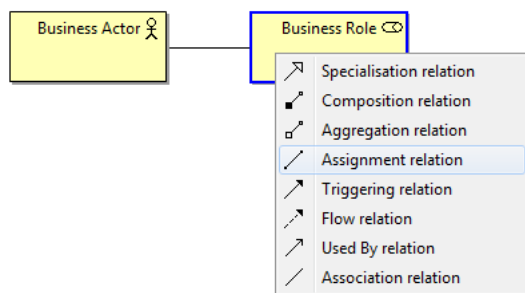 Business Actor
Business Role
Specialisation relation
Composition relation
Aggregation relation
Assignment relation
Triggering relation
Flow relation
Used By relation
Association relation